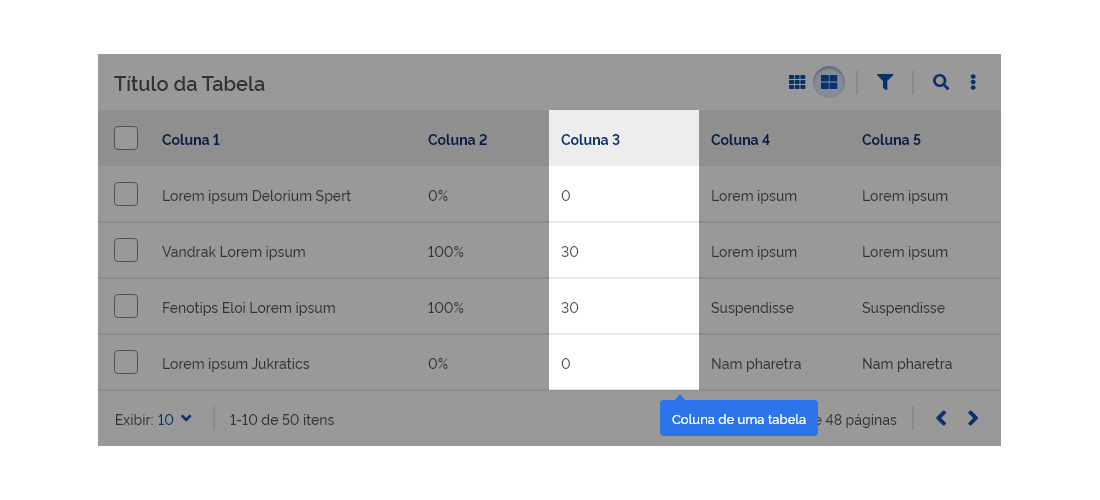 Título da Tabela
Coluna 1 Coluna 2 Coluna 3 Coluna 4 Coluna 5
Lorem ipsum Delorium Spert 0% 0 Lorem ipsum Lorem ipsum
Vandrak Lorem ipsum 100% 30 Lorem ipsum Lorem ipsum
Fenotips Eloi Lorem ipsum 100% 30 Suspendisse Suspendisse
Lorem ipsum Jukratics 0% 0 Nam pharetra Nam pharetra
Exibir: 10 1-10 de 50 itens Coluna de uma tabela 48 páginas